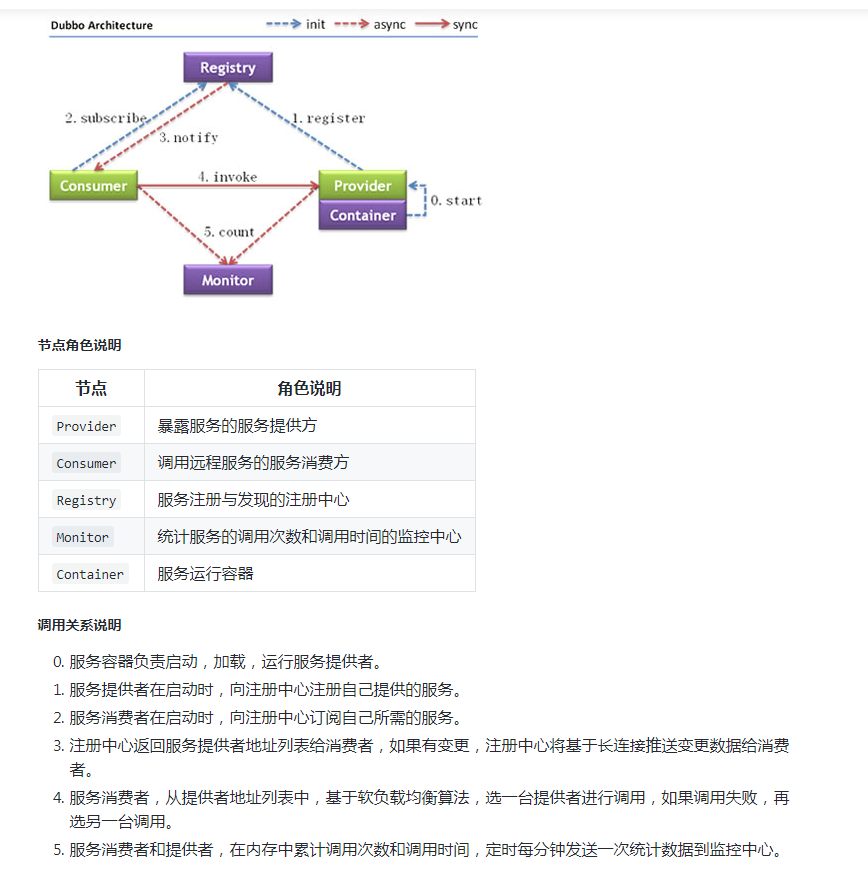 Dubbo Architecture
init
async
sync
Registry
2. subscribe
1. register
3. notify
Consumer
4. invoke
Provider
Container
0. start
5. count
Monitor
节点角色说明
节点 角色说明
Provider 暴露服务的服务提供方
Consumer 调用远程服务的服务消费方
Registry 服务注册与发现的注册中心
Monitor 统计服务的调用次数和调用时间的监控中心
Container 服务运行容器
调用关系说明
0. 服务容器负责启动，加载，运行服务提供者。
1. 服务提供者在启动时，向注册中心注册自己提供的服务。
2. 服务消费者在启动时，向注册中心订阅自己所需的服务。
3. 注册中心返回服务提供者地址列表给消费者，如果有变更，注册中心将基于长连接推送变更数据给消费
者。
4. 服务消费者，从提供者地址列表中，基于软负载均衡算法，选一台提供者进行调用，如果调用失败，再
选另一台调用。
5. 服务消费者和提供者，在内存中累计调用次数和调用时间，定时每分钟发送一次统计数据到监控中心。